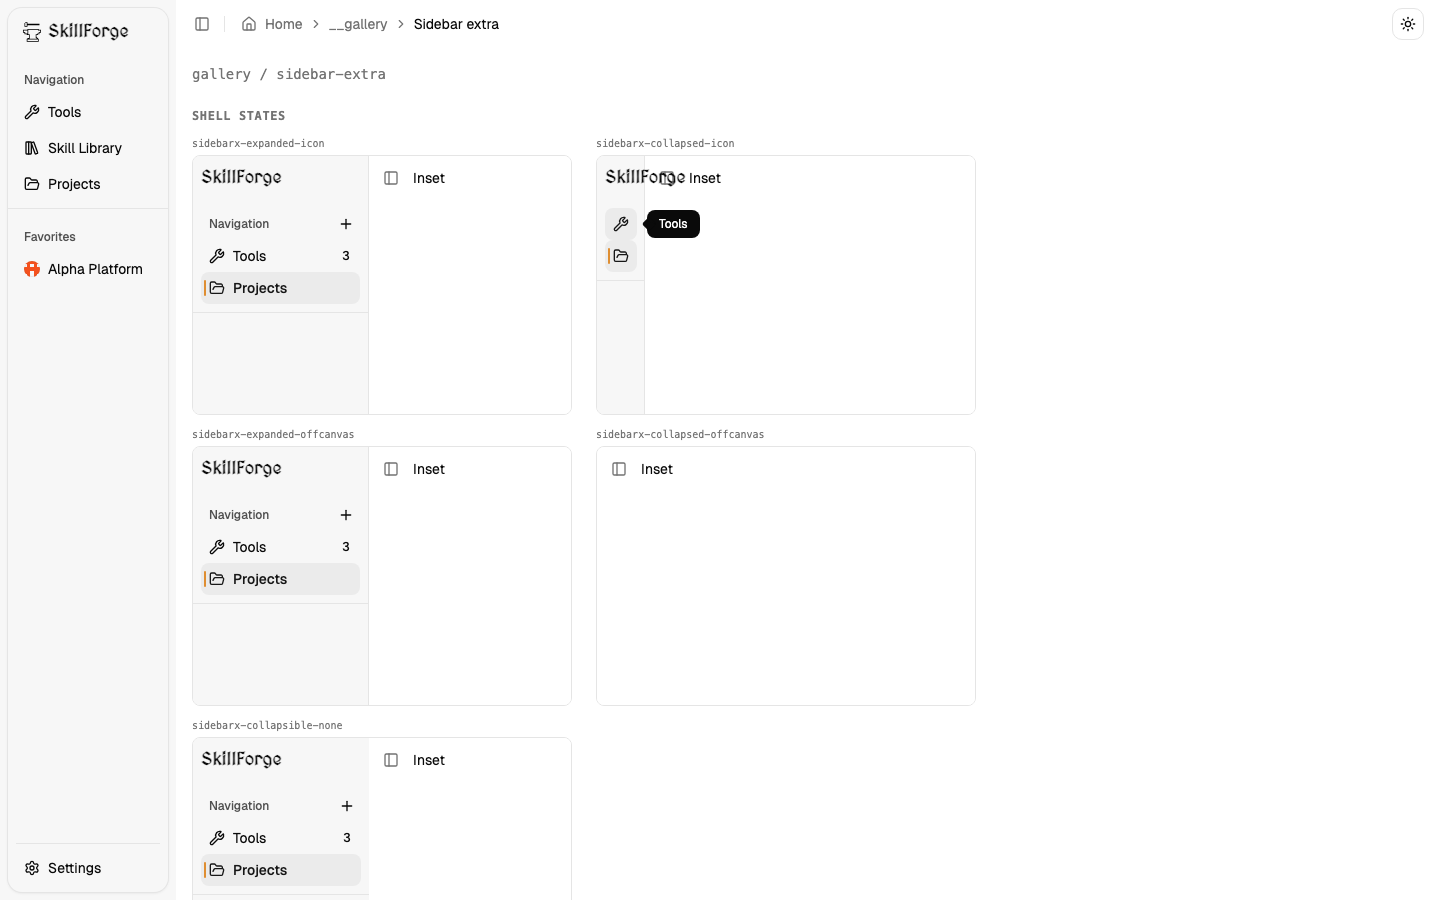 SkillForge
Navigation
Tools
Skill Library
Projects
Favorites
Alpha Platform
Settings
Home > __gallery > Sidebar extra
gallery / sidebar-extra
SHELL STATES
sidebarx-expanded-icon
SkillForge
Inset
Navigation
Tools 3
Projects
sidebarx-collapsed-icon
SkillForge
Inset
Tools
sidebarx-expanded-offcanvas
SkillForge
Inset
Navigation
Tools 3
Projects
sidebarx-collapsed-offcanvas
Inset
sidebarx-collapsible-none
SkillForge
Inset
Navigation
Tools 3
Projects